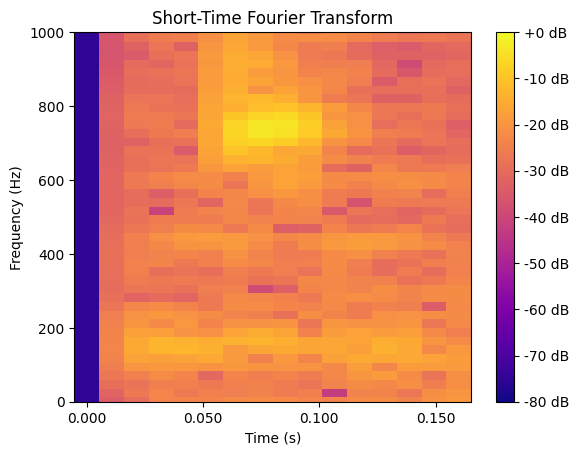 Short-Time Fourier Transform
1000
800
600
400
200
0
Frequency (Hz)
0.000
0.050
0.100
0.150
Time (s)
+0 dB
-10 dB
-20 dB
-30 dB
-40 dB
-50 dB
-60 dB
-70 dB
-80 dB